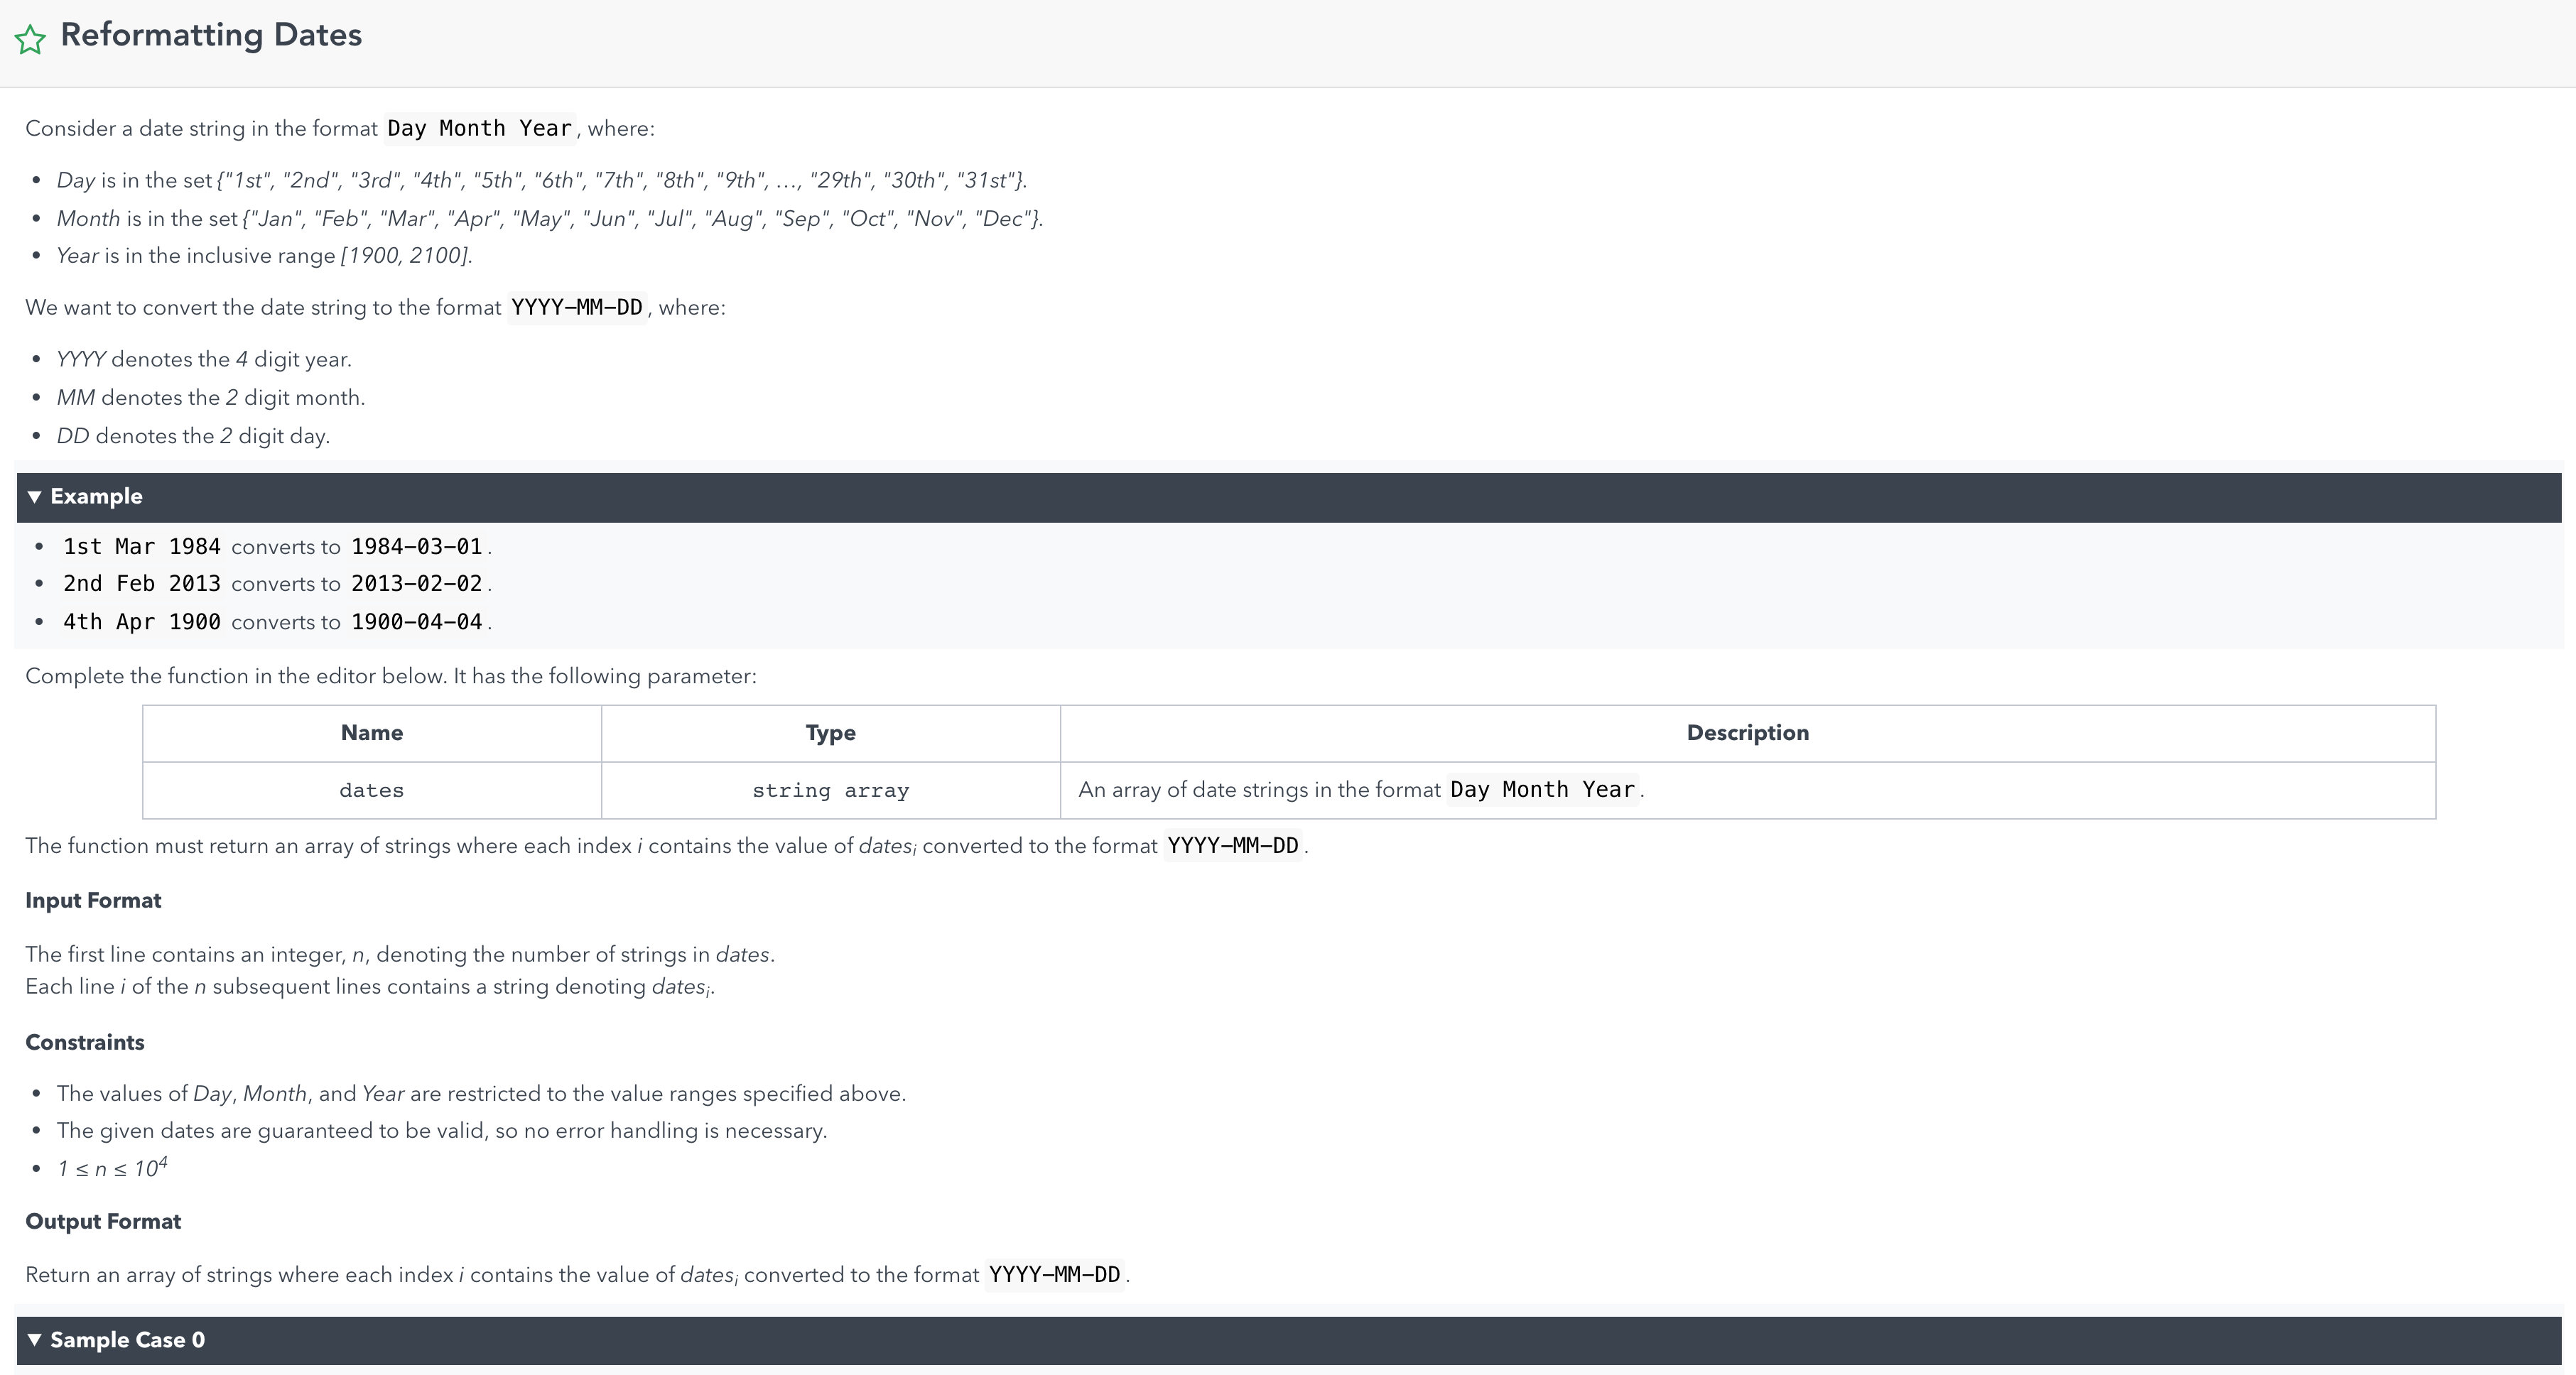 Reformatting Dates
Consider a date string in the format Day Month Year, where:
• Day is in the set {"1st", "2nd", "3rd", "4th", "5th", "6th", "7th", "8th", "9th", ..., "29th", "30th", "31st"}.
• Month is in the set {"Jan", "Feb", "Mar", "Apr", "May", "Jun", "Jul", "Aug", "Sep", "Oct", "Nov", "Dec"}.
• Year is in the inclusive range [1900, 2100].
We want to convert the date string to the format YYYY-MM-DD, where:
• YYYY denotes the 4 digit year.
• MM denotes the 2 digit month.
• DD denotes the 2 digit day.
▼ Example
• 1st Mar 1984 converts to 1984-03-01.
• 2nd Feb 2013 converts to 2013-02-02.
• 4th Apr 1900 converts to 1900-04-04.
Complete the function in the editor below. It has the following parameter:
Name Type Description
dates string array An array of date strings in the format Day Month Year.
The function must return an array of strings where each index i contains the value of datesᵢ converted to the format YYYY-MM-DD.
Input Format
The first line contains an integer, n, denoting the number of strings in dates.
Each line i of the n subsequent lines contains a string denoting datesᵢ.
Constraints
• The values of Day, Month, and Year are restricted to the value ranges specified above.
• The given dates are guaranteed to be valid, so no error handling is necessary.
• 1 ≤ n ≤ 10⁴
Output Format
Return an array of strings where each index i contains the value of datesᵢ converted to the format YYYY-MM-DD.
▼ Sample Case 0